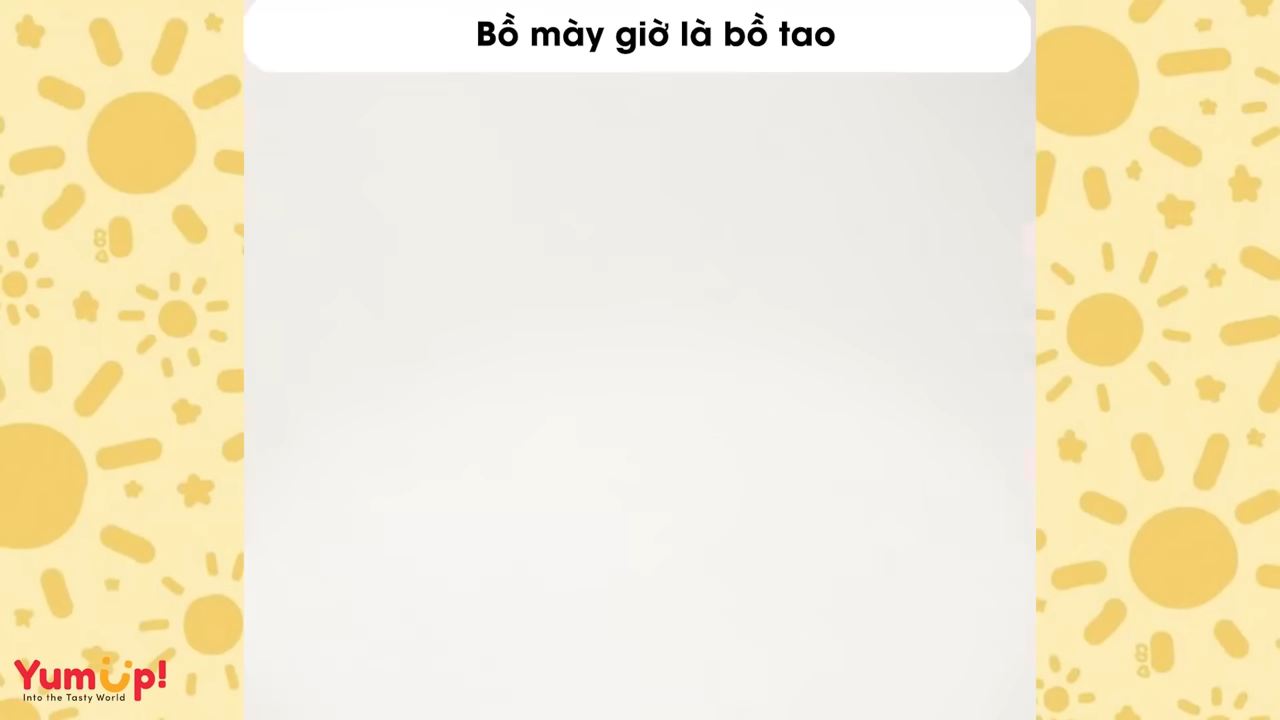 Bồ mày giờ là bồ tao
YumUp!
Into the Tasty World